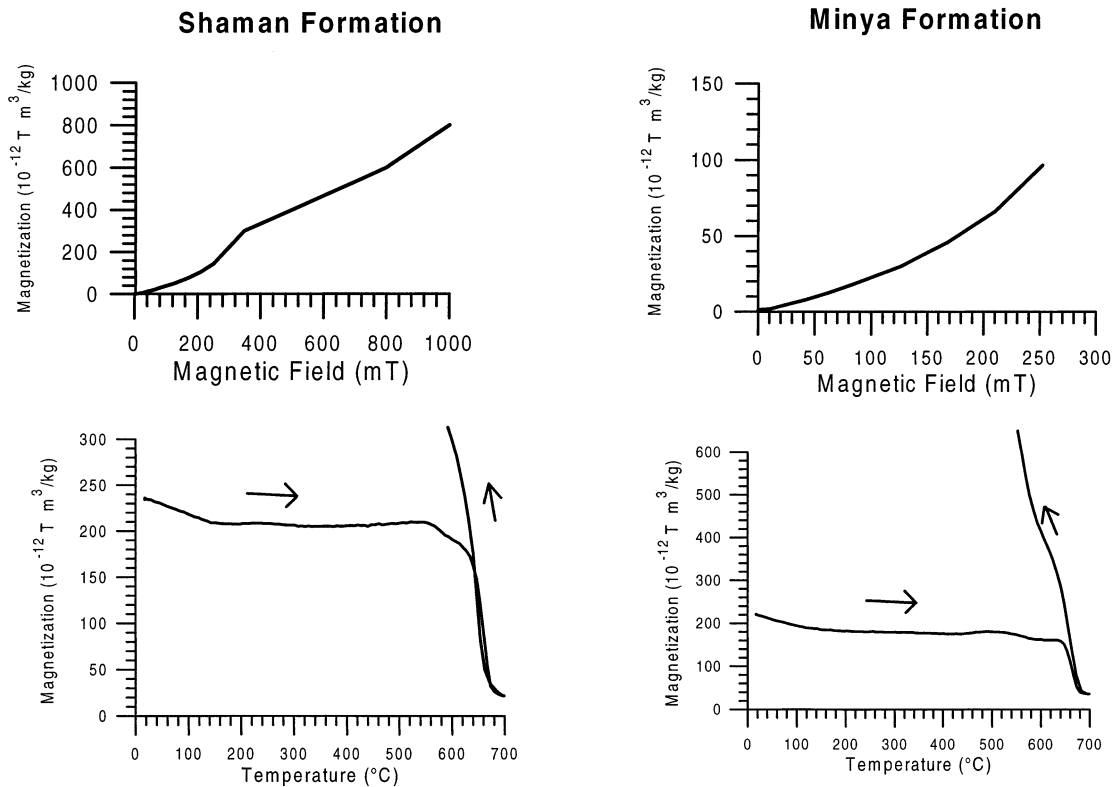 Shaman Formation
Minya Formation
Magnetization (10⁻¹² T m³/kg)
1000
800
600
400
200
0
0 200 400 600 800 1000
Magnetic Field (mT)
Magnetization (10⁻¹² T m³/kg)
150
100
50
0
0 50 100 150 200 250 300
Magnetic Field (mT)
Magnetization (10⁻¹² T m³/kg)
300
250
200
150
100
50
0
0 100 200 300 400 500 600 700
Temperature (°C)
Magnetization (10⁻¹² T m³/kg)
600
500
400
300
200
100
0
0 100 200 300 400 500 600 700
Temperature (°C)